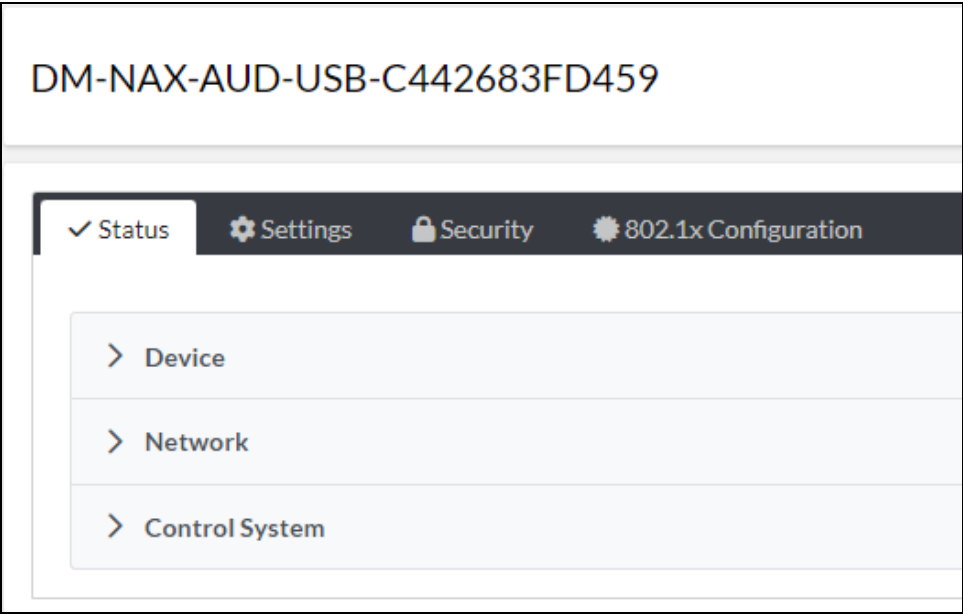 DM-NAX-AUD-USB-C442683FD459
Status Settings Security 802.1x Configuration
Device
Network
Control System